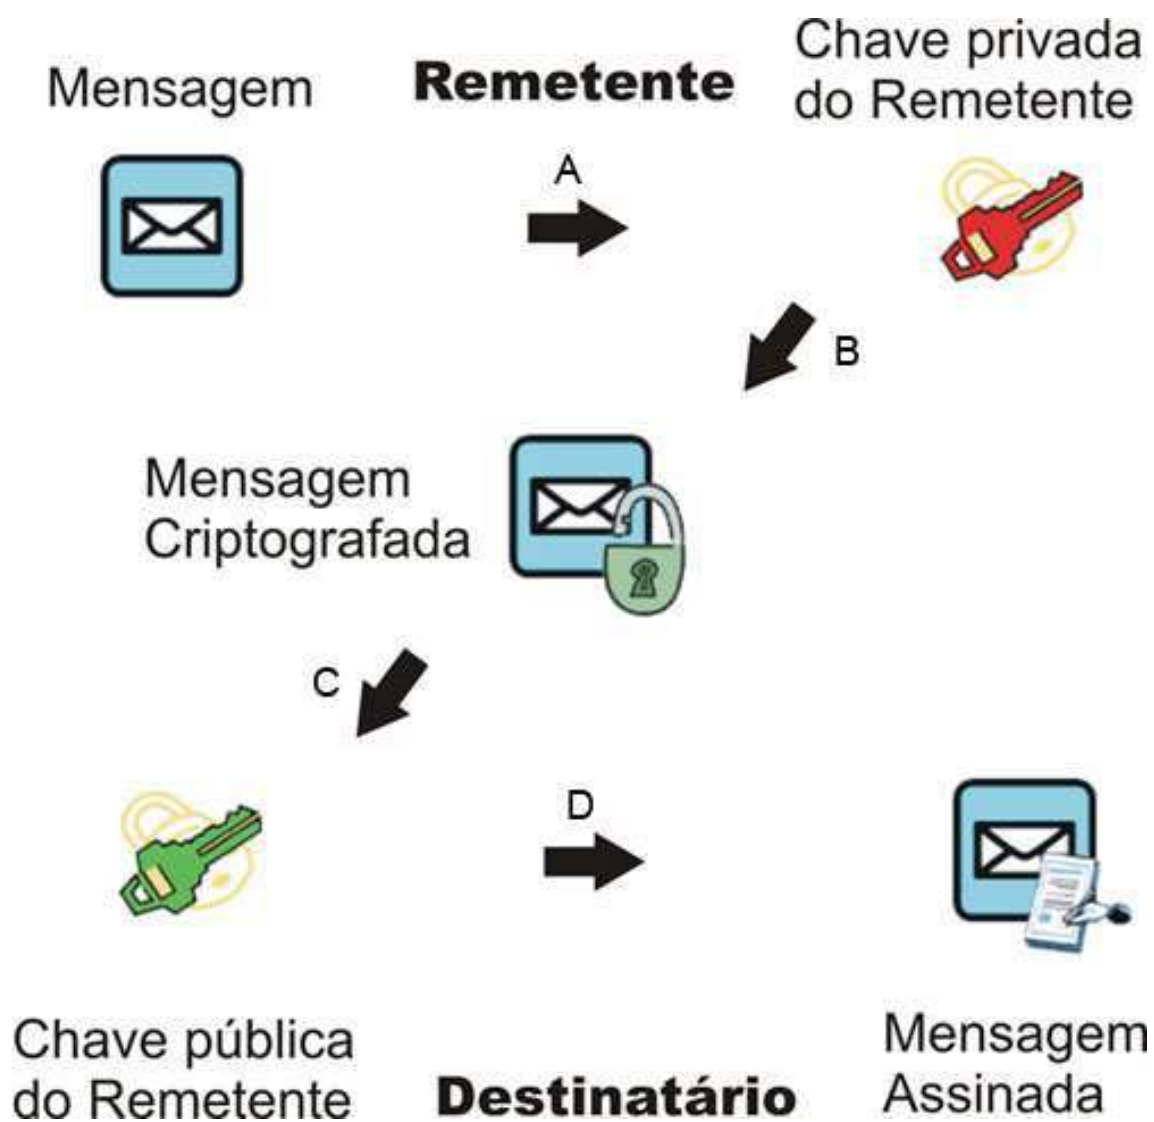 Mensagem
Remetente
Chave privada
do Remetente
A
B
Mensagem
Criptografada
C
D
Chave pública
do Remetente
Destinatário
Mensagem
Assinada